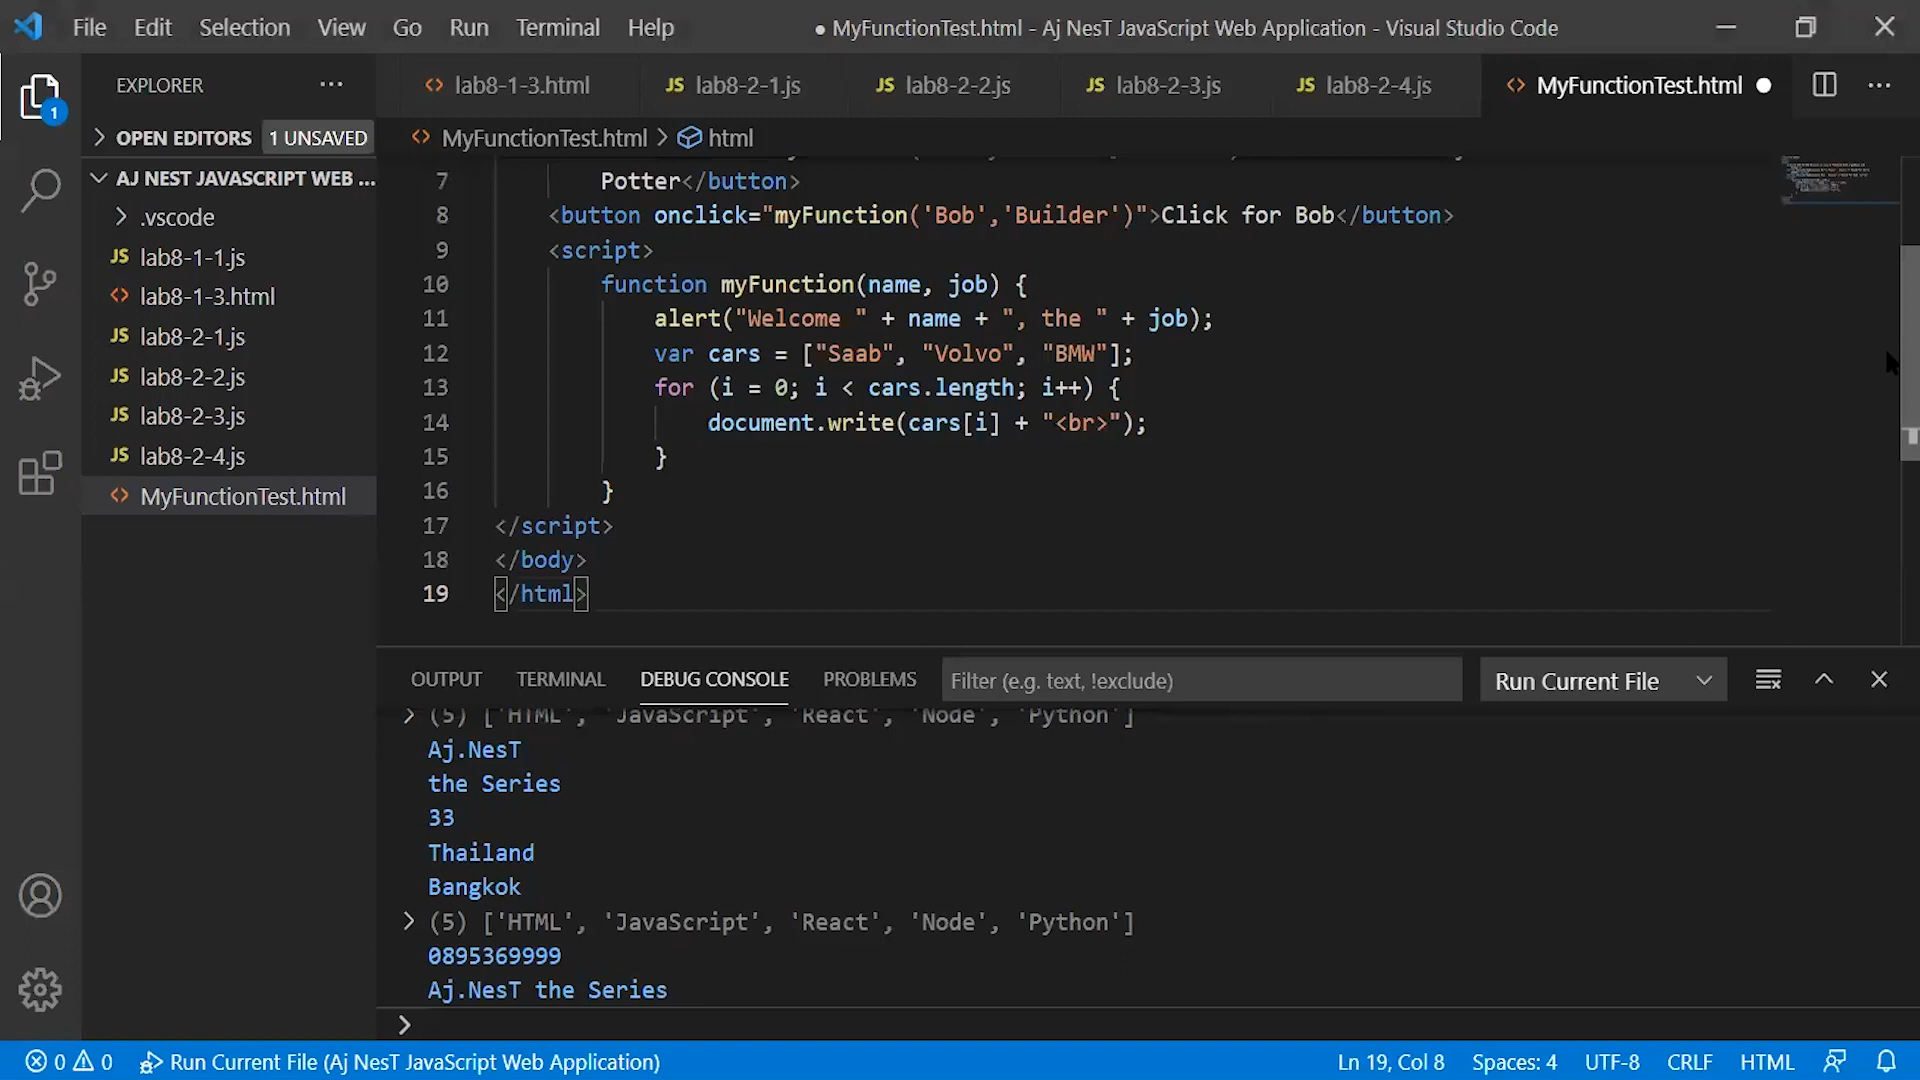 File Edit Selection View Go Run Terminal Help
● MyFunctionTest.html - Aj NesT JavaScript Web Application - Visual Studio Code
EXPLORER
lab8-1-3.html
JS lab8-2-1.js
JS lab8-2-2.js
JS lab8-2-3.js
JS lab8-2-4.js
MyFunctionTest.html
1
OPEN EDITORS 1 UNSAVED
MyFunctionTest.html > html
AJ NEST JAVASCRIPT WEB ...
.vscode
JS lab8-1-1.js
lab8-1-3.html
JS lab8-2-1.js
JS lab8-2-2.js
JS lab8-2-3.js
JS lab8-2-4.js
MyFunctionTest.html
7 Potter</button>
8 <button onclick="myFunction('Bob','Builder')">Click for Bob</button>
9 <script>
10 function myFunction(name, job) {
11 alert("Welcome " + name + ", the " + job);
12 var cars = ["Saab", "Volvo", "BMW"];
13 for (i = 0; i < cars.length; i++) {
14 document.write(cars[i] + "<br>");
15 }
16 }
17 </script>
18 </body>
19 </html>
OUTPUT TERMINAL DEBUG CONSOLE PROBLEMS Filter (e.g. text, !exclude) Run Current File
> (5) ['HTML', 'JavaScript', 'React', 'Node', 'Python']
Aj.NesT
the Series
33
Thailand
Bangkok
> (5) ['HTML', 'JavaScript', 'React', 'Node', 'Python']
0895369999
Aj.NesT the Series
>
0 0 Run Current File (Aj NesT JavaScript Web Application) Ln 19, Col 8 Spaces: 4 UTF-8 CRLF HTML